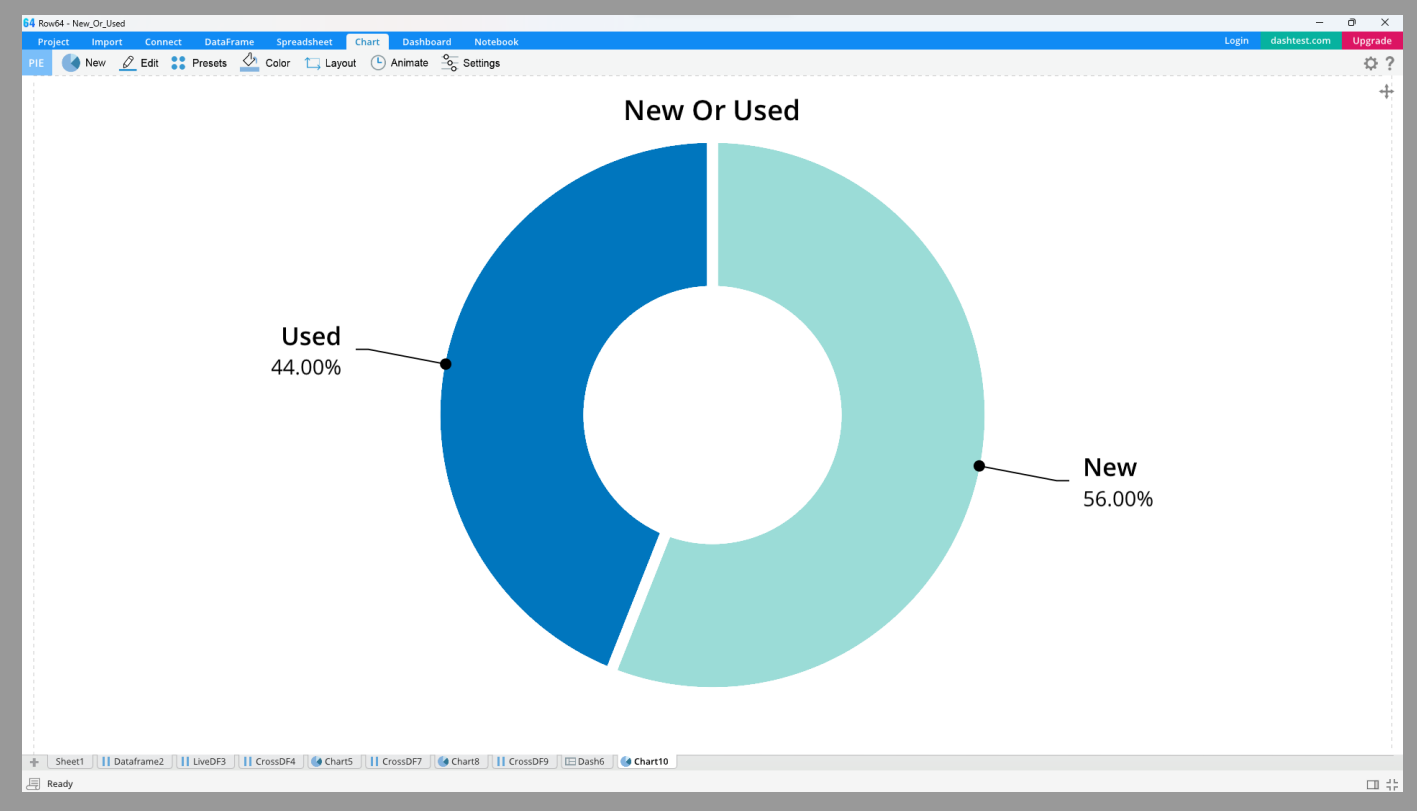 64 Row64 - New_Or_Used
Project Import Connect DataFrame Spreadsheet Chart Dashboard Notebook Login dashtest.com Upgrade
PIE New Edit Presets Color Layout Animate Settings ?
New Or Used
Used
44.00%
New
56.00%
Sheet1 Dataframe2 LiveDF3 CrossDF4 Chart5 CrossDF7 Chart8 CrossDF9 Dash6 Chart10
Ready